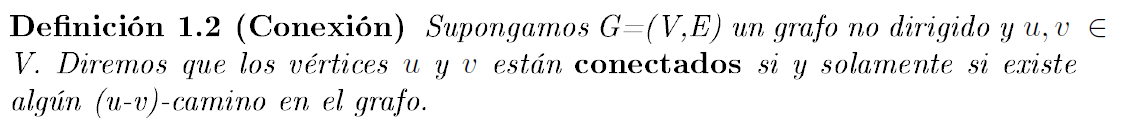 Definición 1.2 (Conexión) Supongamos G=(V,E) un grafo no dirigido y u, v ∈
V. Diremos que los vértices u y v están conectados si y solamente si existe
algún (u-v)-camino en el grafo.